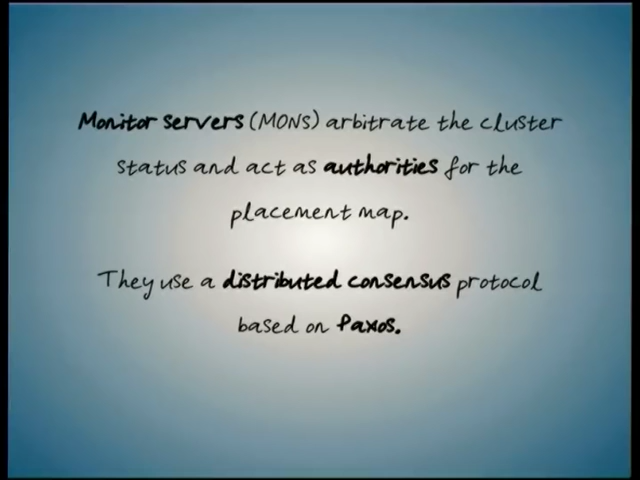 Monitor servers (MONs) arbitrate the cluster
status and act as authorities for the
placement map.
They use a distributed consensus protocol
based on Paxos.